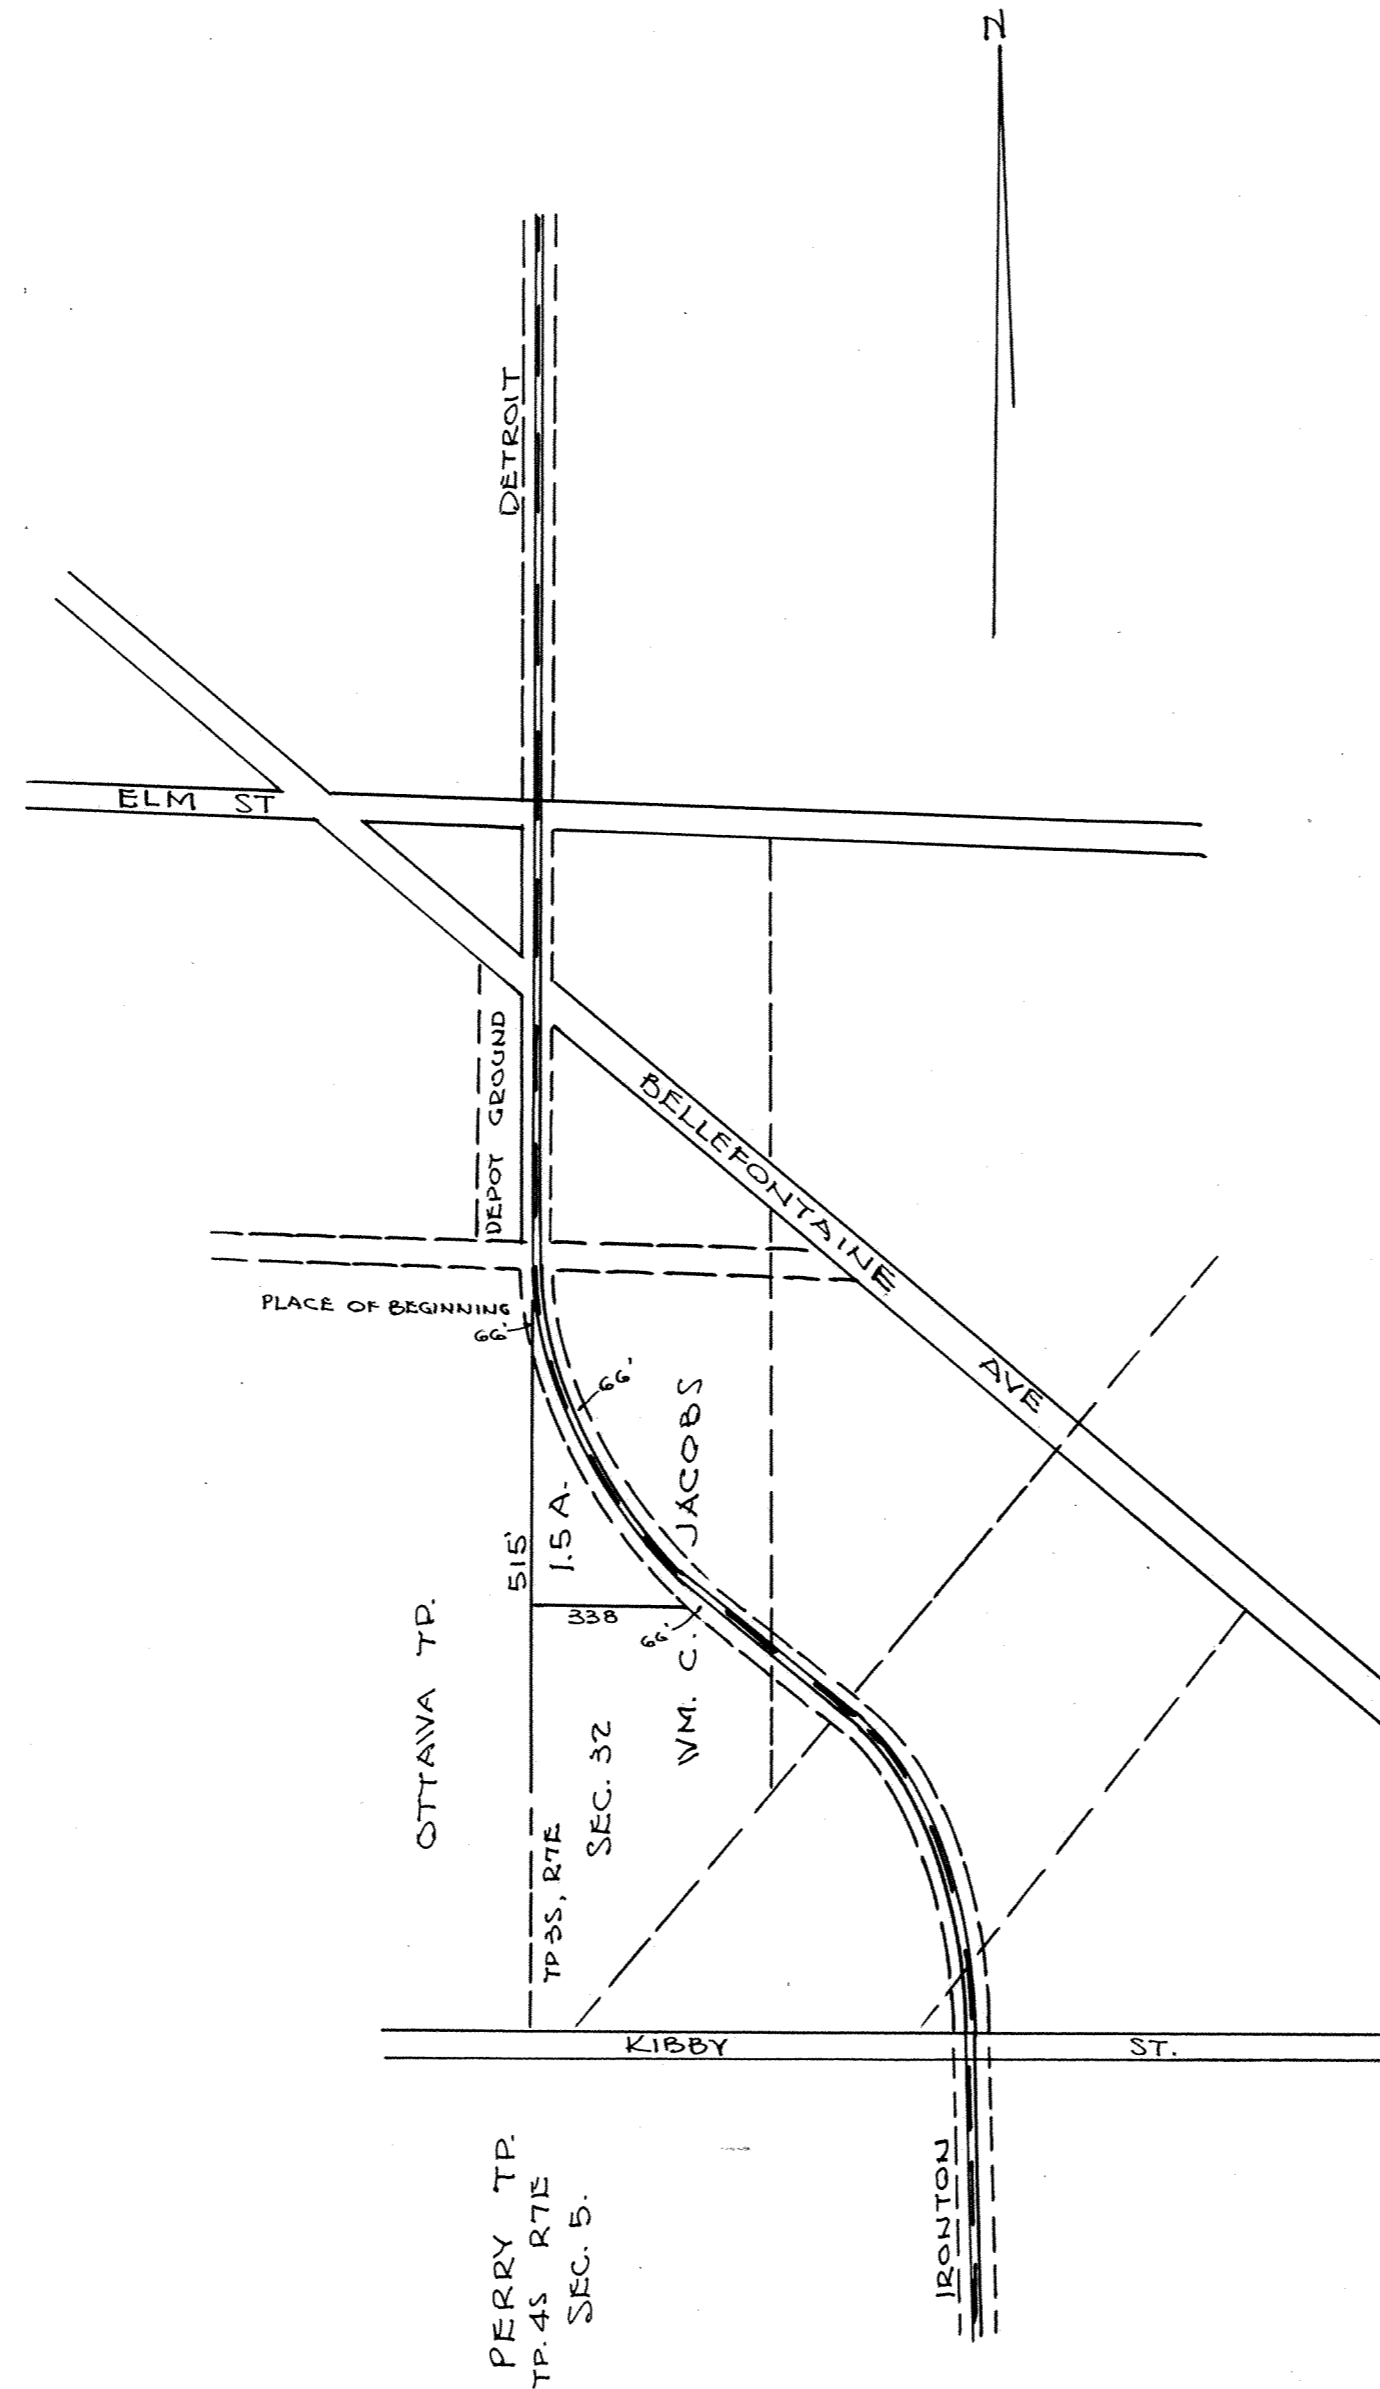 N
DETROIT
ELM ST
DEPOT GROUND
BELLEFONTAINE
AVE
PLACE OF BEGINNING
66'
66'
515'
1.5 A.
338
66'
WM. C. JACOBS
OTTAWA TP.
SEC. 32
TP 3S, R7E
KIBBY ST.
IRONTON
PERRY TP.
TP. 4S R7E
SEC. 5.